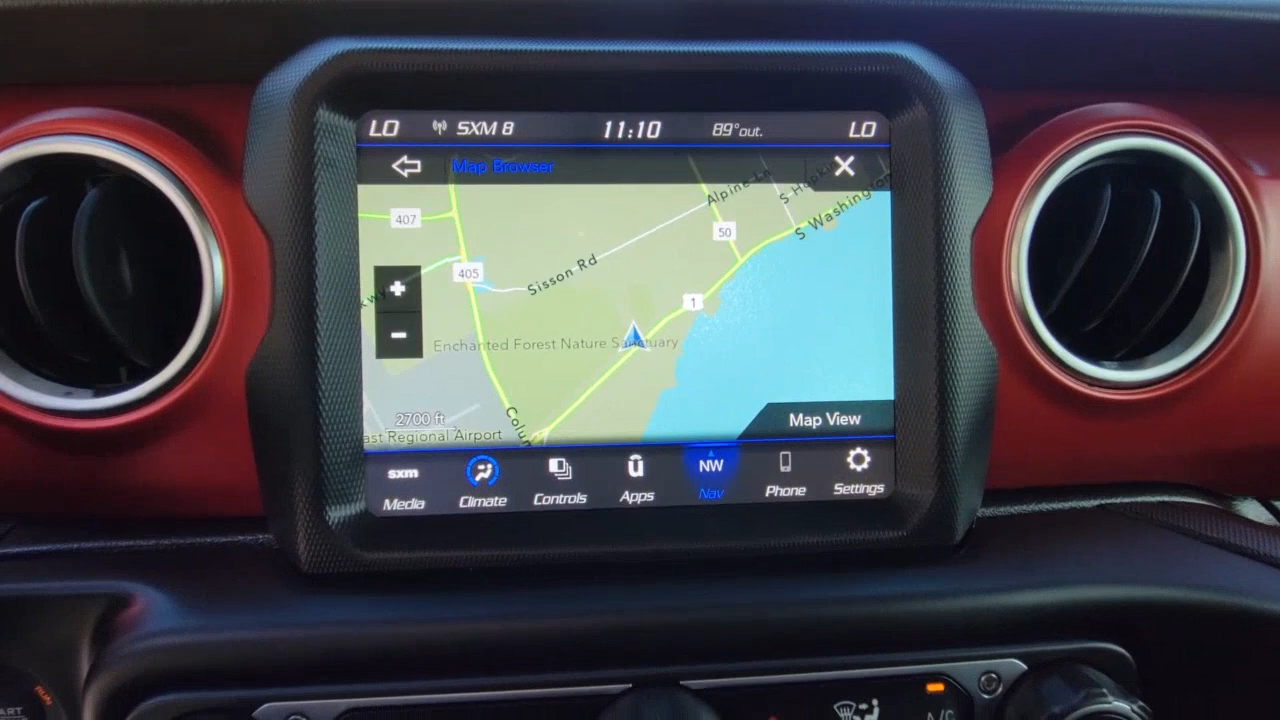 LO SXM 8 11:10 89° out. LO
Map Browser
Alpine Ln
S Washington
407
50
405
Sisson Rd
1
+
-
Enchanted Forest Nature Sanctuary
2700 ft
Map View
ast Regional Airport
Colum
sxm NW
Media Climate Controls Apps Nav Phone Settings
RUN
A/C